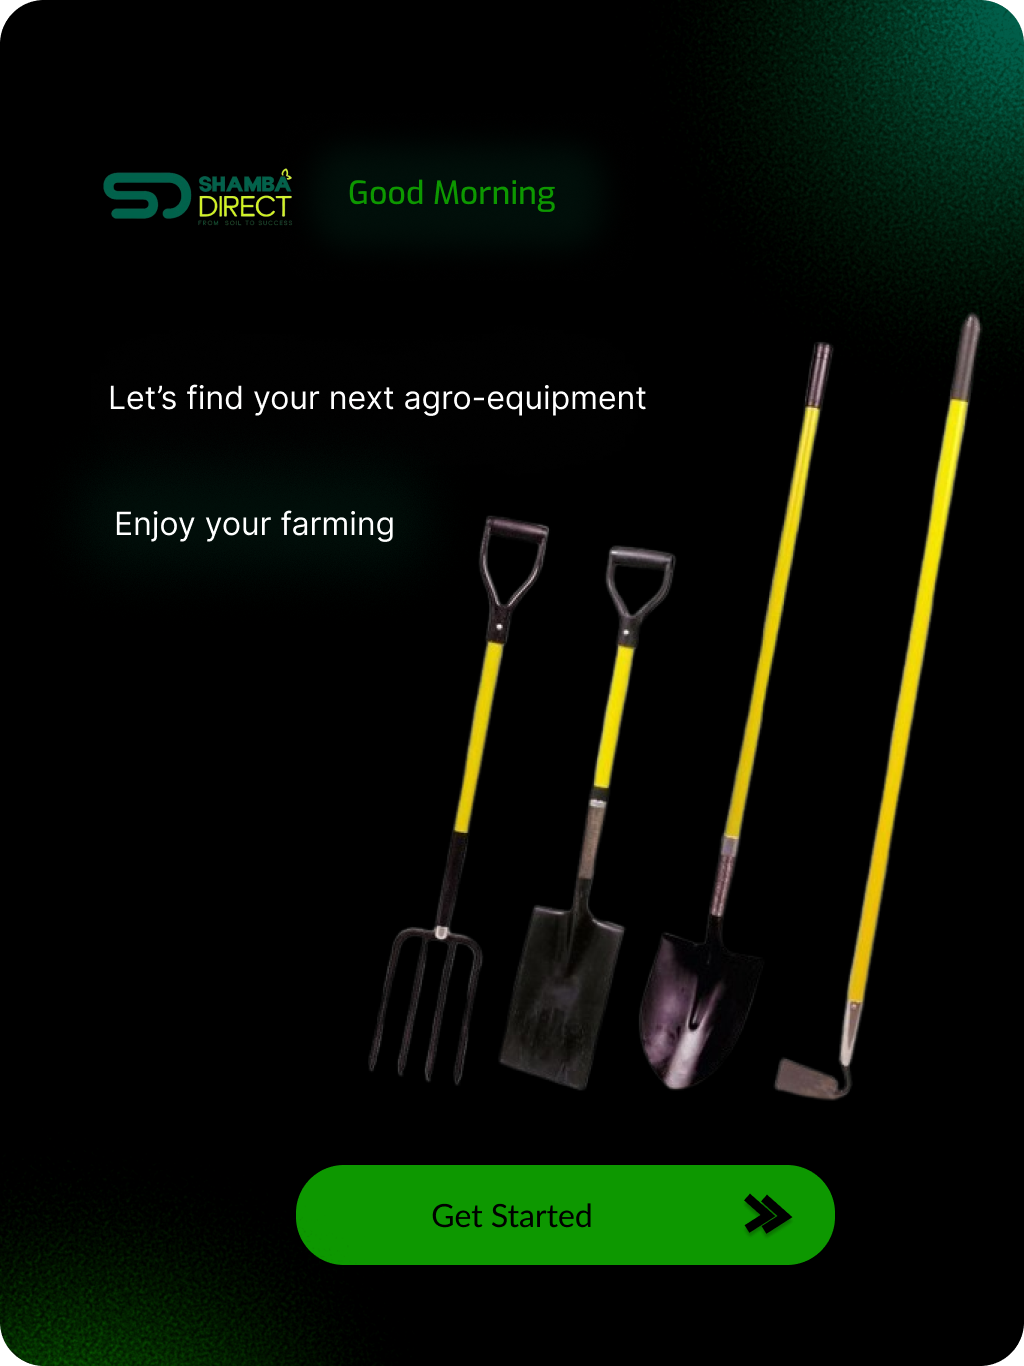 SHAMBA
DIRECT
FROM SOIL TO SUCCESS
Good Morning
Let’s find your next agro-equipment
Enjoy your farming
Get Started